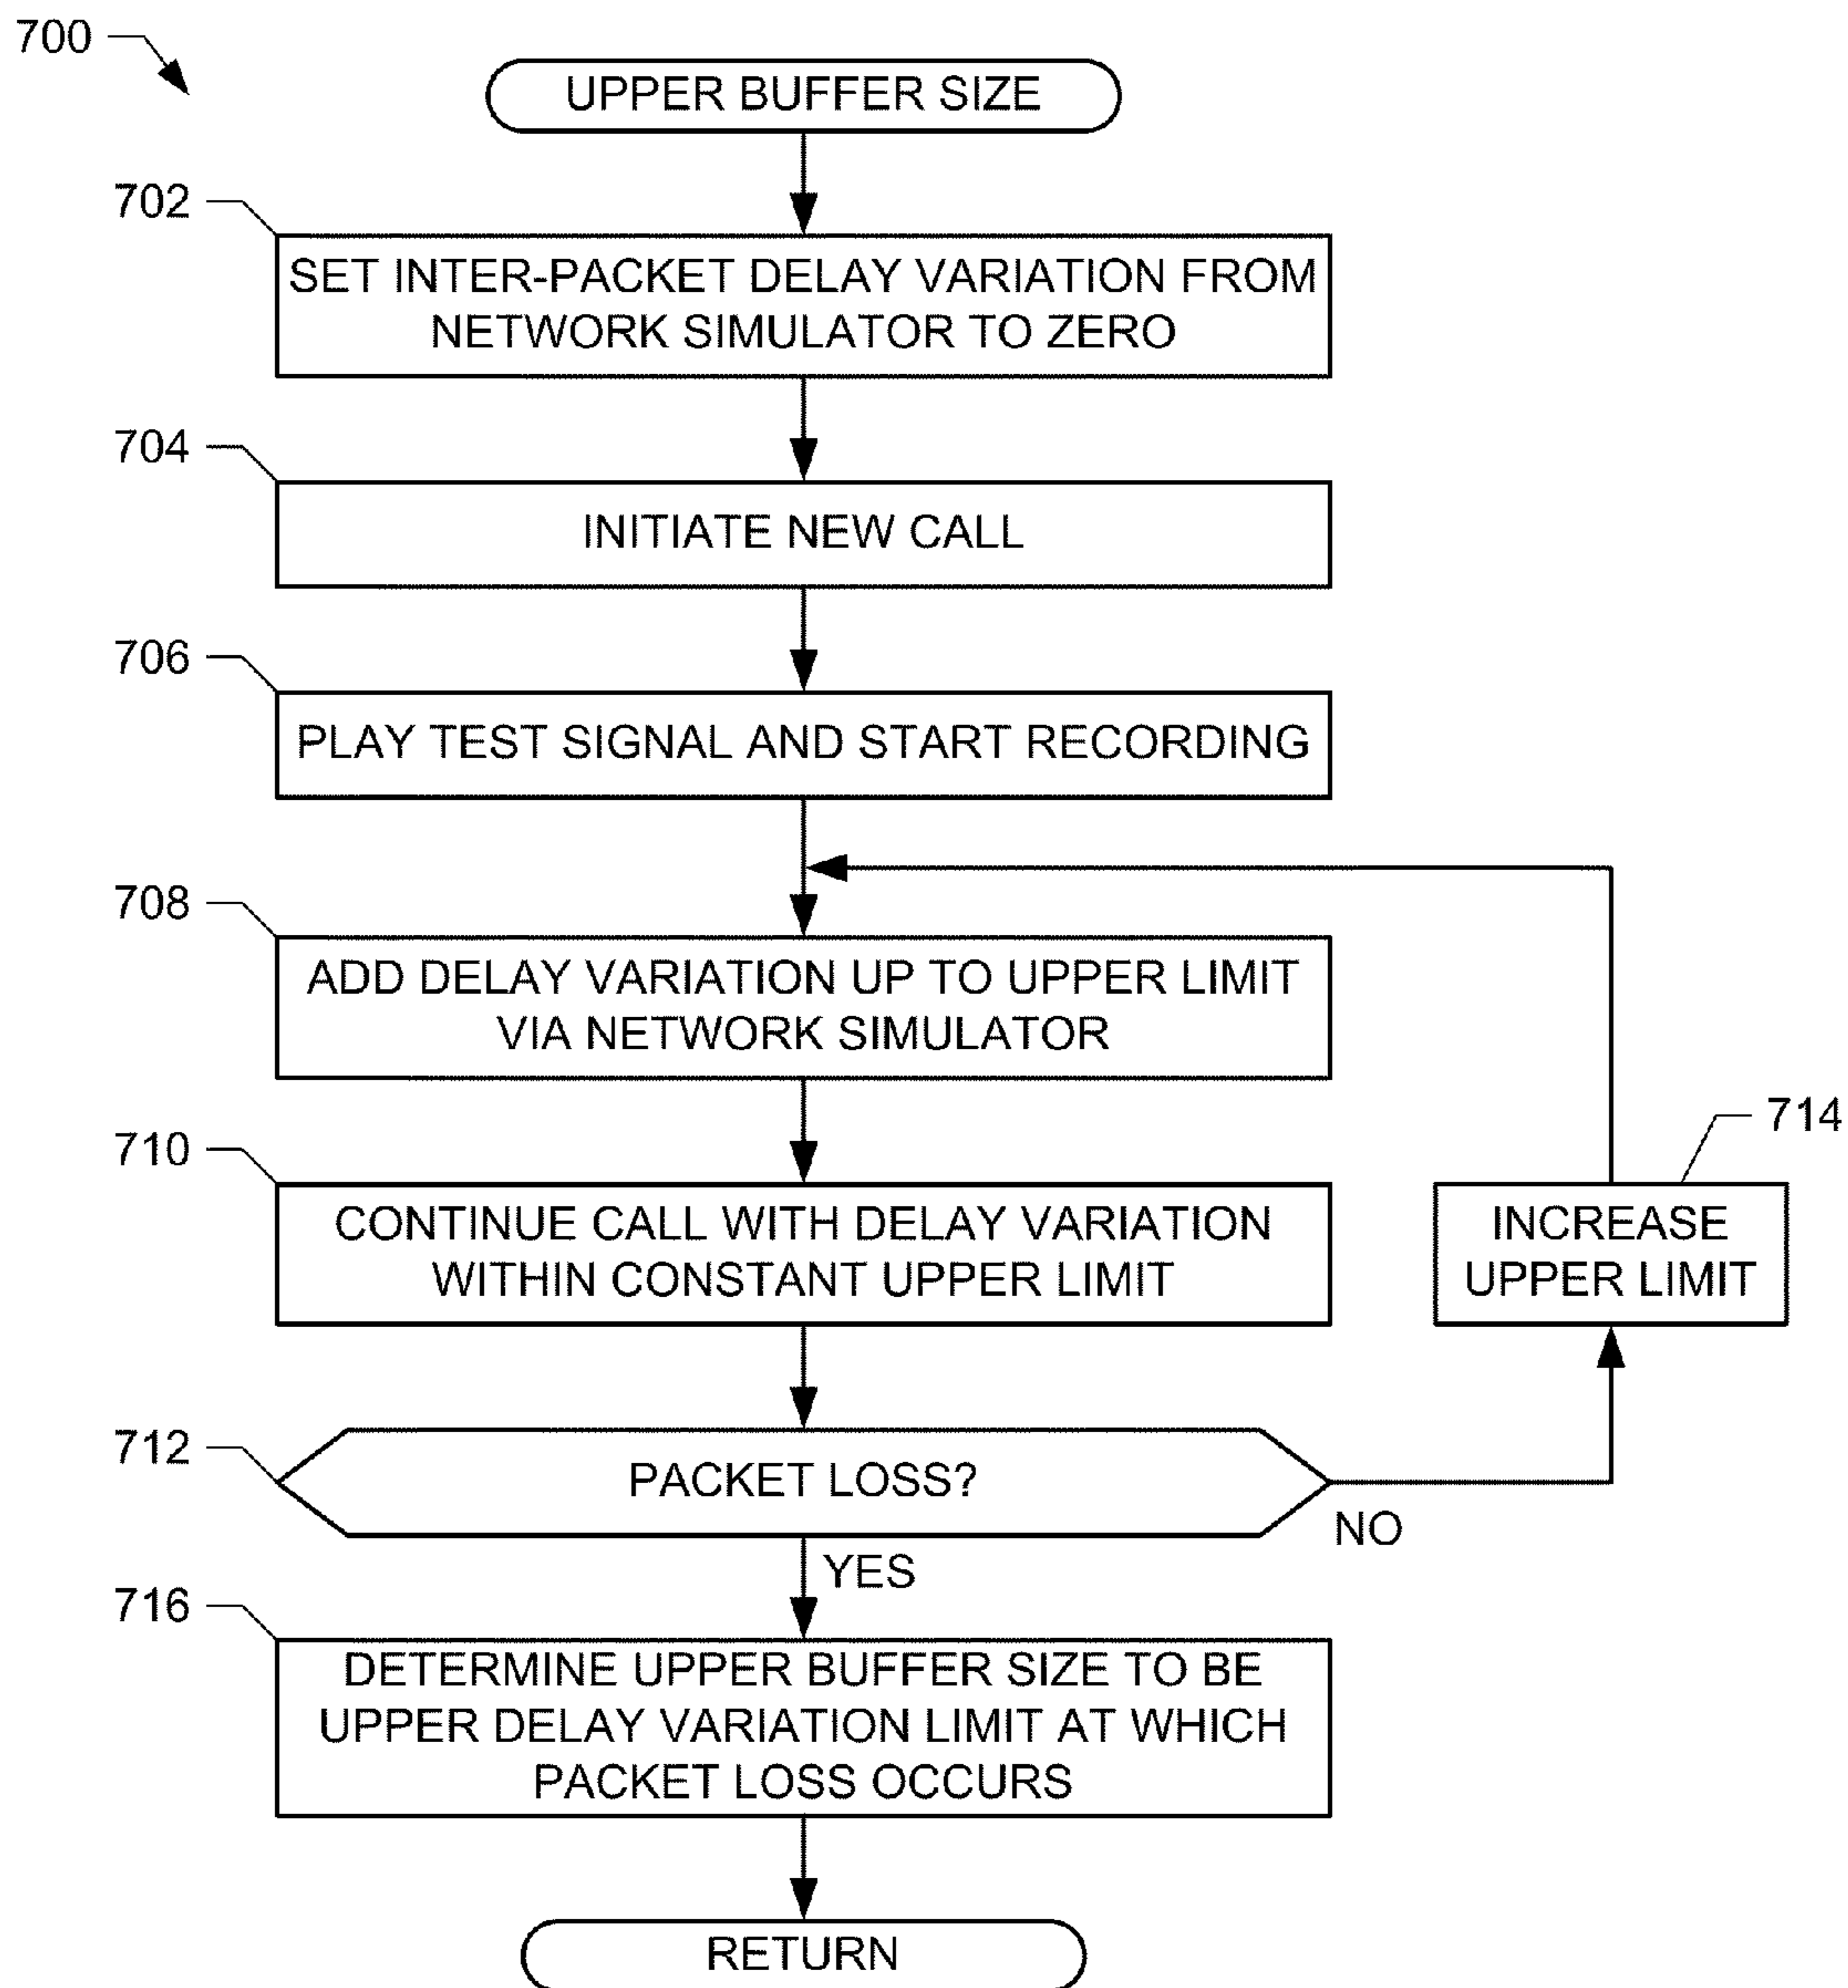 700
UPPER BUFFER SIZE
702
SET INTER-PACKET DELAY VARIATION FROM
NETWORK SIMULATOR TO ZERO
704
INITIATE NEW CALL
706
PLAY TEST SIGNAL AND START RECORDING
708
ADD DELAY VARIATION UP TO UPPER LIMIT
VIA NETWORK SIMULATOR
710
CONTINUE CALL WITH DELAY VARIATION
WITHIN CONSTANT UPPER LIMIT
714
INCREASE
UPPER LIMIT
712
PACKET LOSS?
NO
YES
716
DETERMINE UPPER BUFFER SIZE TO BE
UPPER DELAY VARIATION LIMIT AT WHICH
PACKET LOSS OCCURS
RETURN